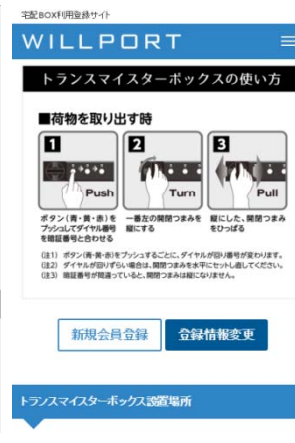 宅配BOX利用登録サイト
WILLPORT
トランスマイスターボックスの使い方
■荷物を取り出す時
1 2 3
Push Turn Pull
ボタン(青・黄・赤)をプッシュしてダイヤル番号を暗証番号と合わせる
一番左の開閉つまみを縦にする
縦にした、開閉つまみをひっぱる
(注1) ボタン(青・黄・赤)をプッシュするごとに、ダイヤルが回り番号が変わります。
(注2) ダイヤルが回りずらい場合は、開閉つまみを水平にセットし直してください。
(注3) 暗証番号が間違っていると、開閉つまみは縦になりません。
新規会員登録 登録情報変更
トランスマイスターボックス設置場所